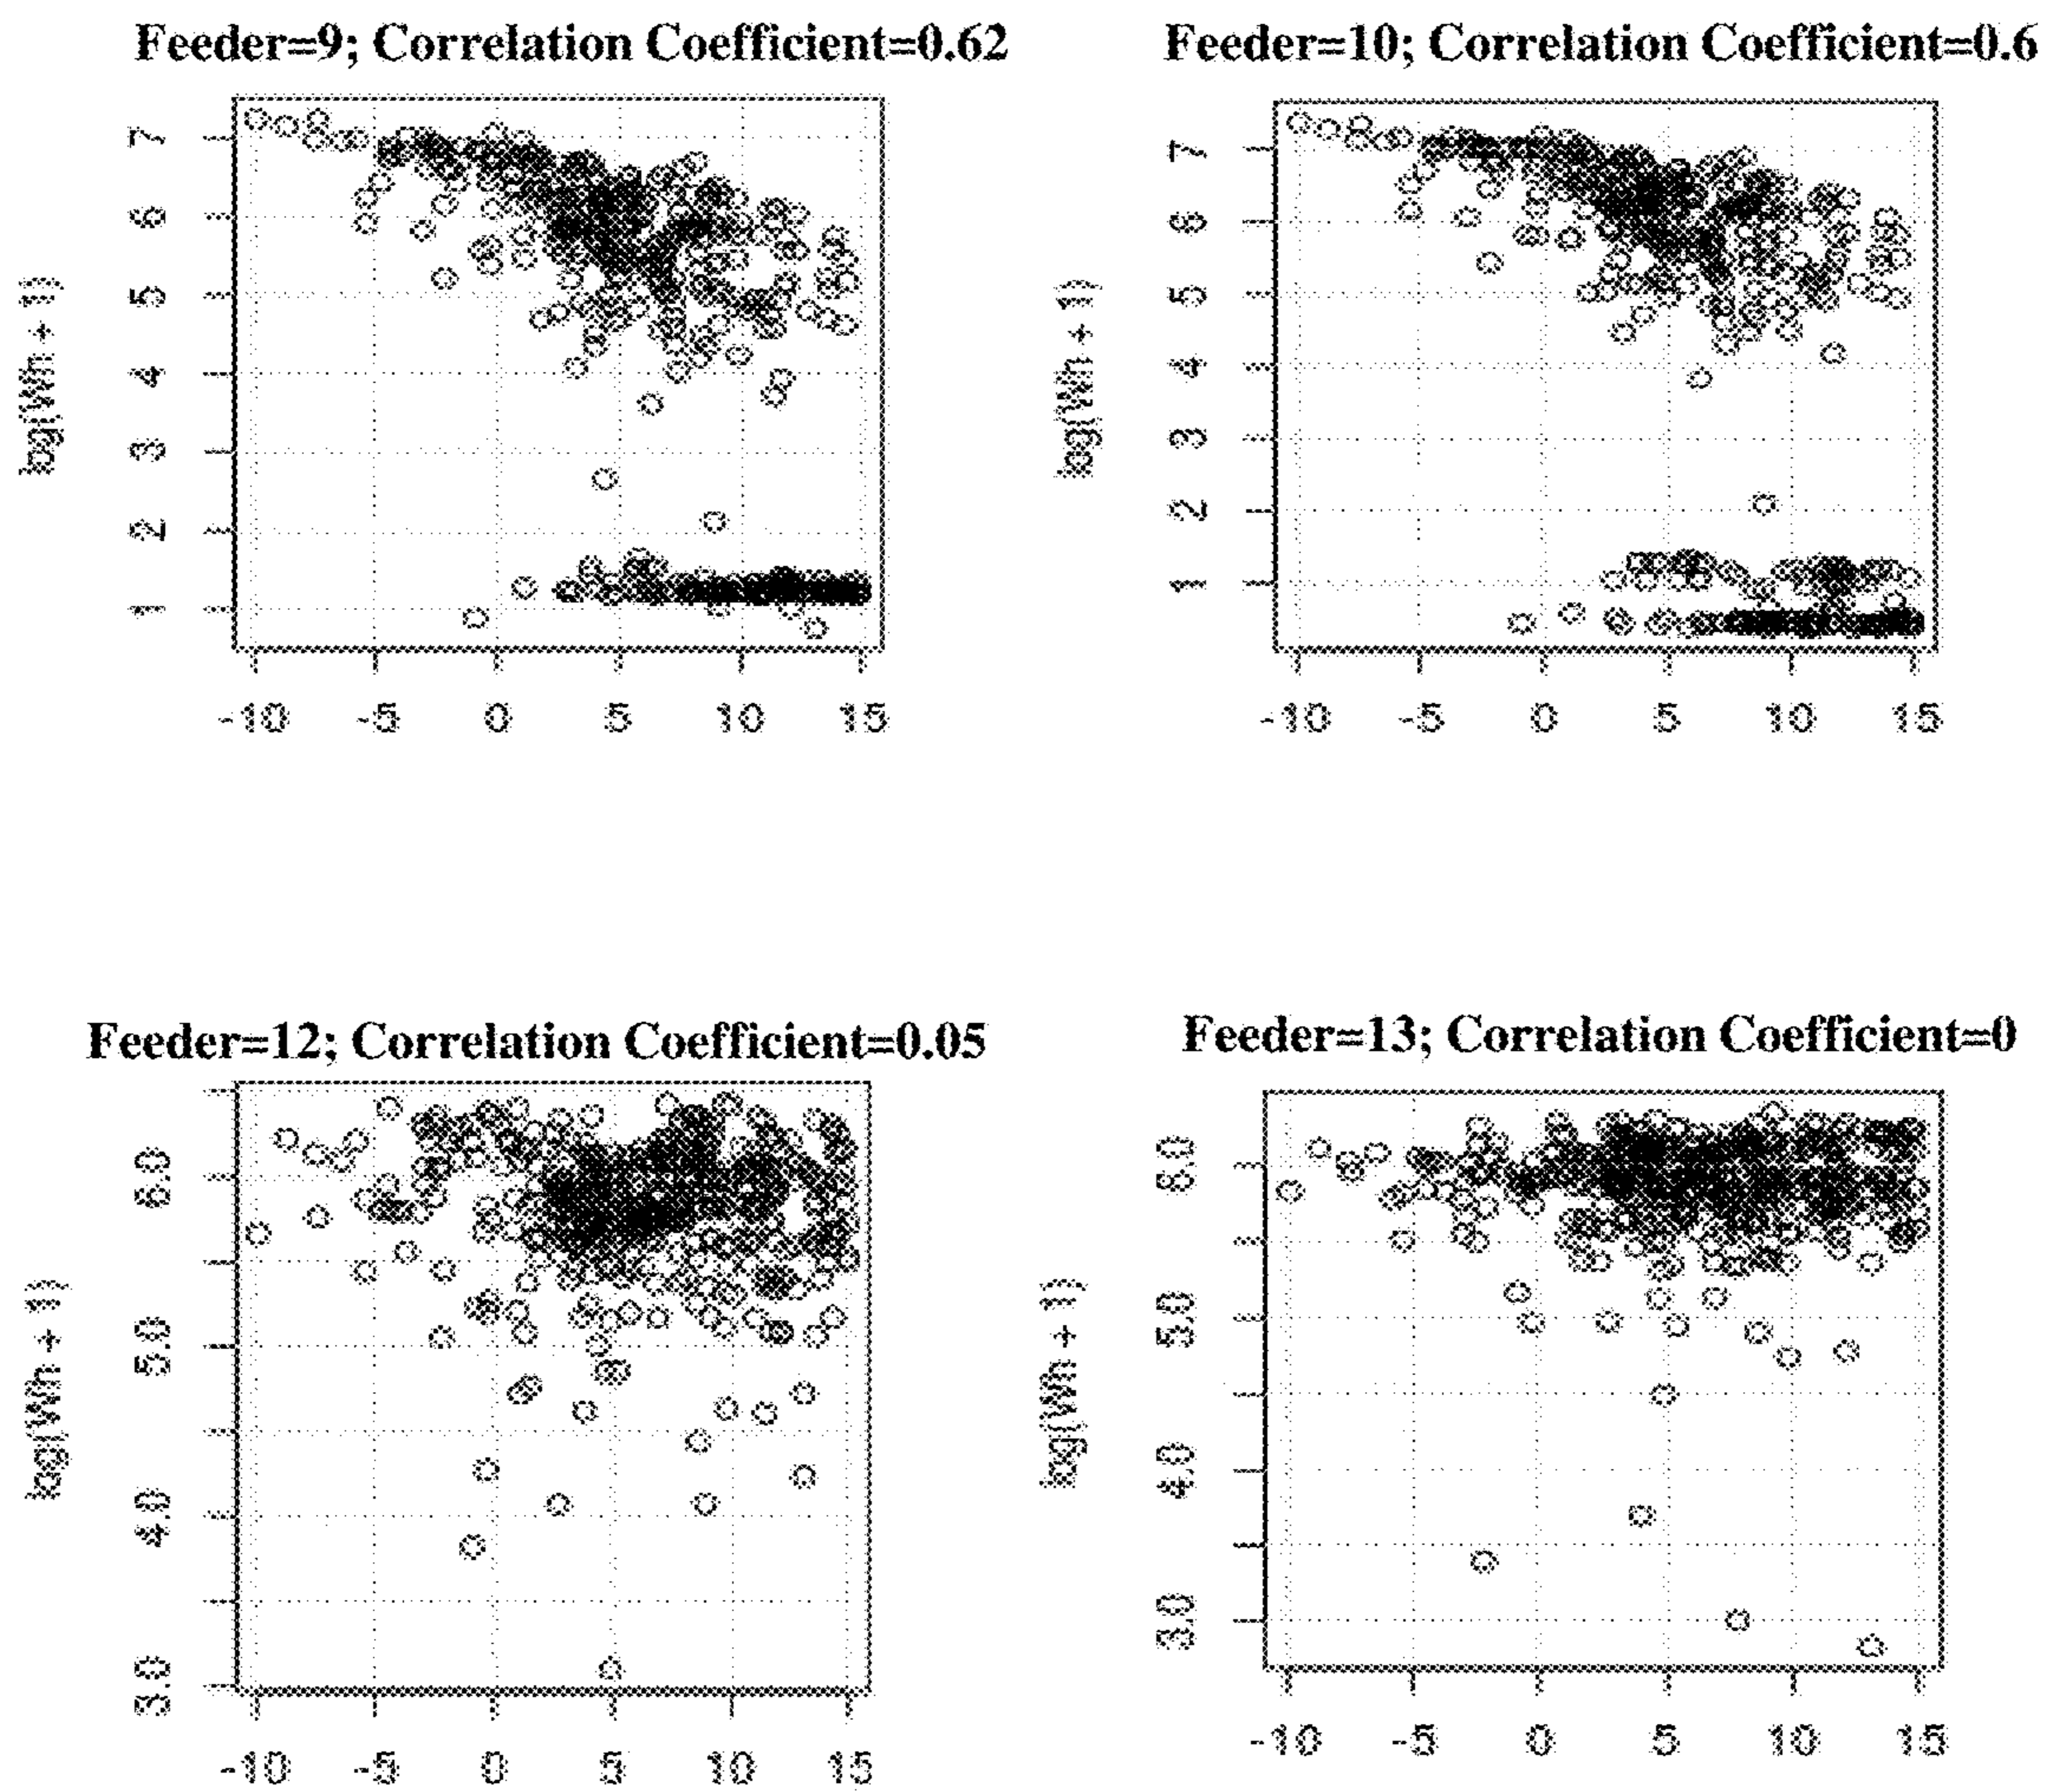 Feeder=9; Correlation Coefficient=0.62
log(Wh + 1)
7
6
5
4
3
2
1
-10 -5 0 5 10 15
Feeder=10; Correlation Coefficient=0.6
log(Wh + 1)
7
6
5
4
3
2
1
-10 -5 0 5 10 15
Feeder=12; Correlation Coefficient=0.05
log(Wh + 1)
6.0
5.0
4.0
3.0
-10 -5 0 5 10 15
Feeder=13; Correlation Coefficient=0
log(Wh + 1)
6.0
5.0
4.0
3.0
-10 -5 0 5 10 15